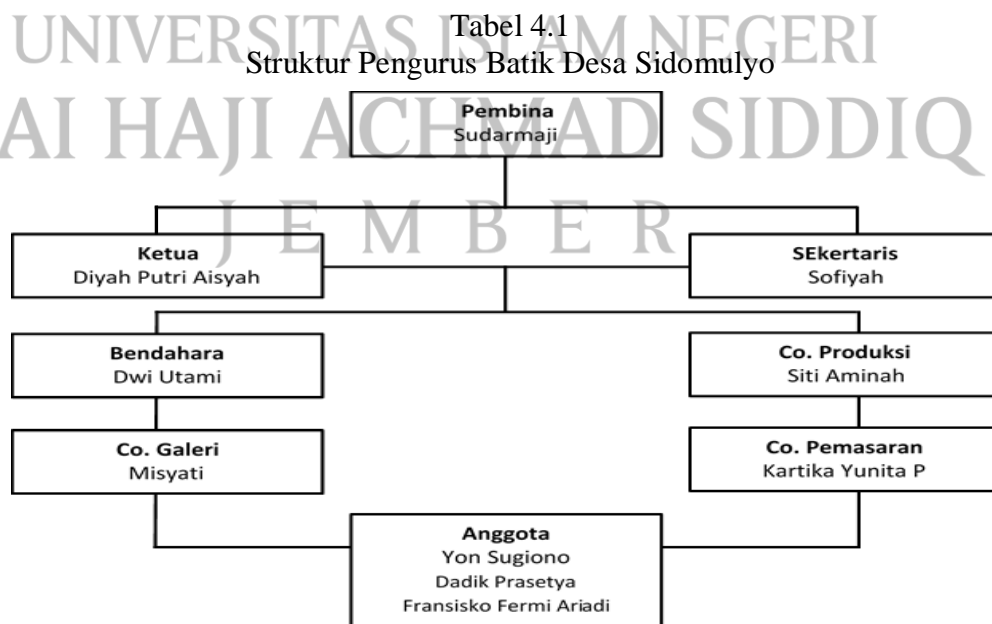 UNIVERSITAS ISLAM NEGERI
Tabel 4.1
Struktur Pengurus Batik Desa Sidomulyo
AI HAJI ACHMAD SIDDIQ
JEMBER
Pembina
Sudarmaji
Ketua
Diyah Putri Aisyah
SEkertaris
Sofiyah
Bendahara
Dwi Utami
Co. Produksi
Siti Aminah
Co. Galeri
Misyati
Co. Pemasaran
Kartika Yunita P
Anggota
Yon Sugiono
Dadik Prasetya
Fransisko Fermi Ariadi